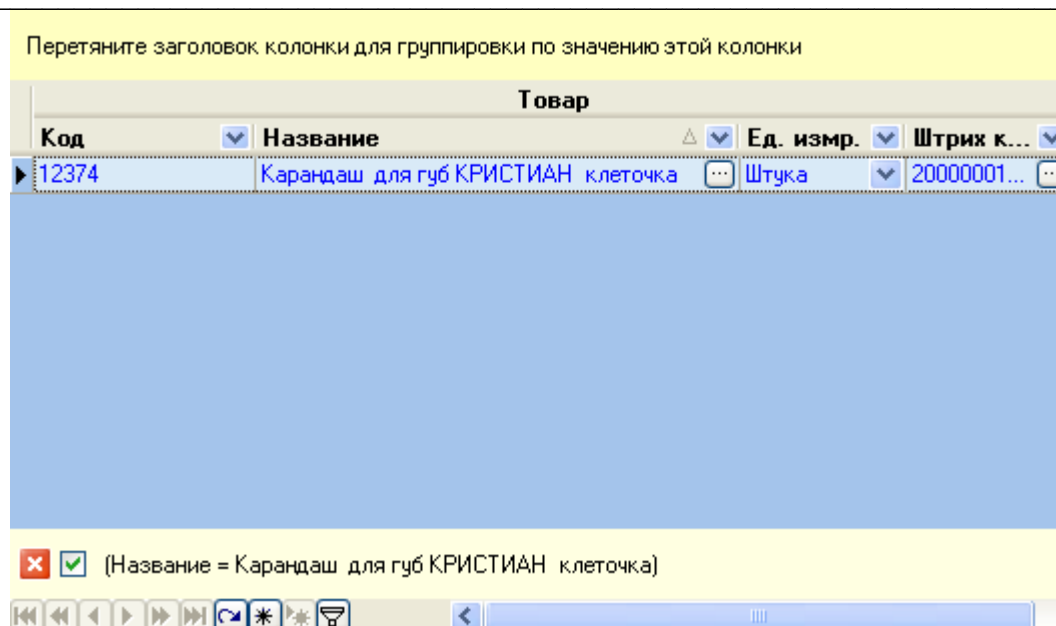 Перетяните заголовок колонки для группировки по значению этой колонки
Товар
Код Название Ед. измр. Штрих к...
12374 Карандаш для губ КРИСТИАН клеточка Штука 20000001...
(Название = Карандаш для губ КРИСТИАН клеточка)